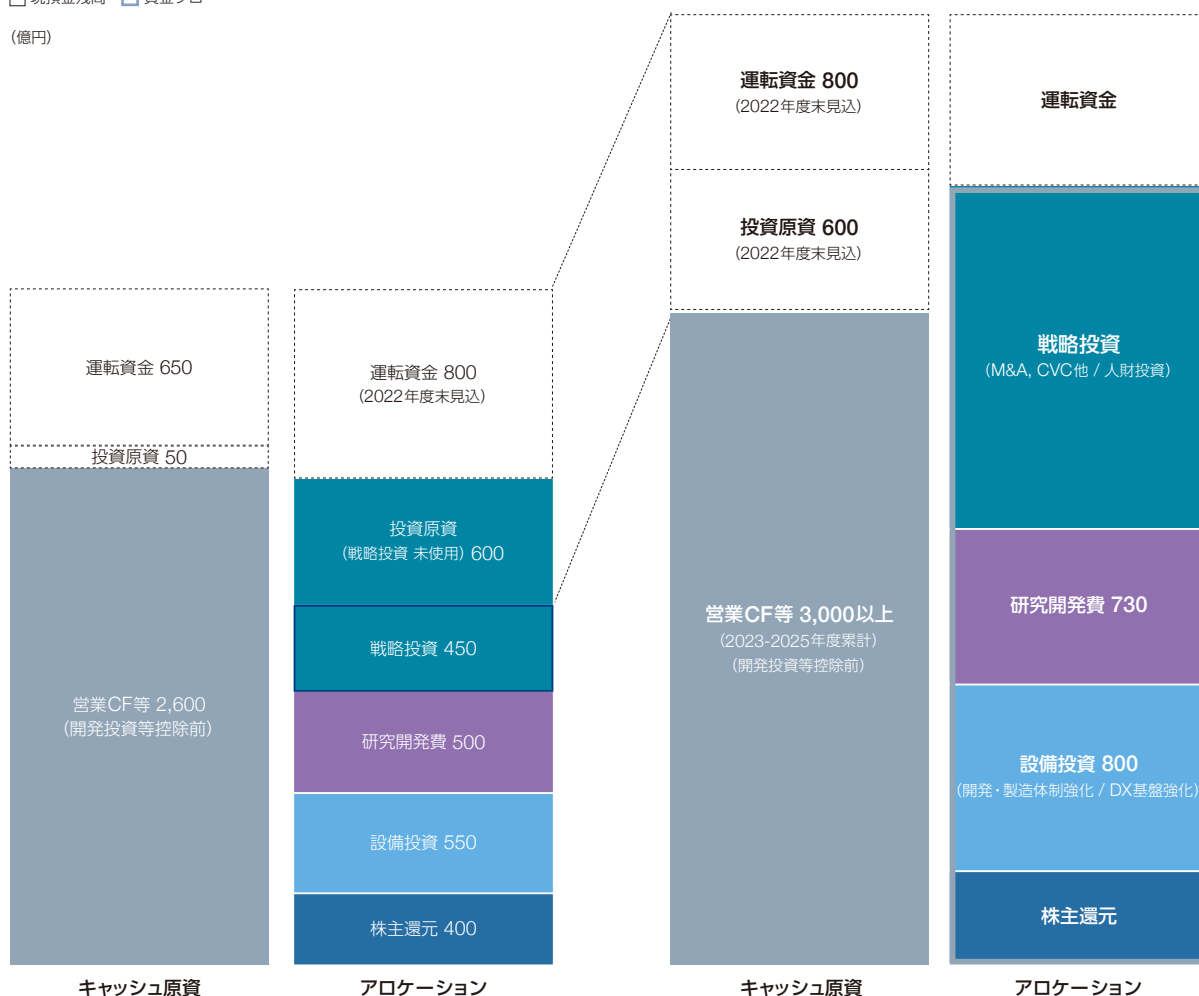 (億円)
運転資金 650
投資原資 50
営業CF等 2,600
(開発投資等控除前)
キャッシュ原資
運転資金 800
(2022年度末見込)
投資原資
(戦略投資 未使用) 600
戦略投資 450
研究開発費 500
設備投資 550
株主還元 400
アロケーション
運転資金 800
(2022年度末見込)
投資原資 600
(2022年度末見込)
営業CF等 3,000以上
(2023-2025年度累計)
(開発投資等控除前)
キャッシュ原資
運転資金
戦略投資
(M&A, CVC他 / 人財投資)
研究開発費 730
設備投資 800
(開発・製造体制強化 / DX基盤強化)
株主還元
アロケーション